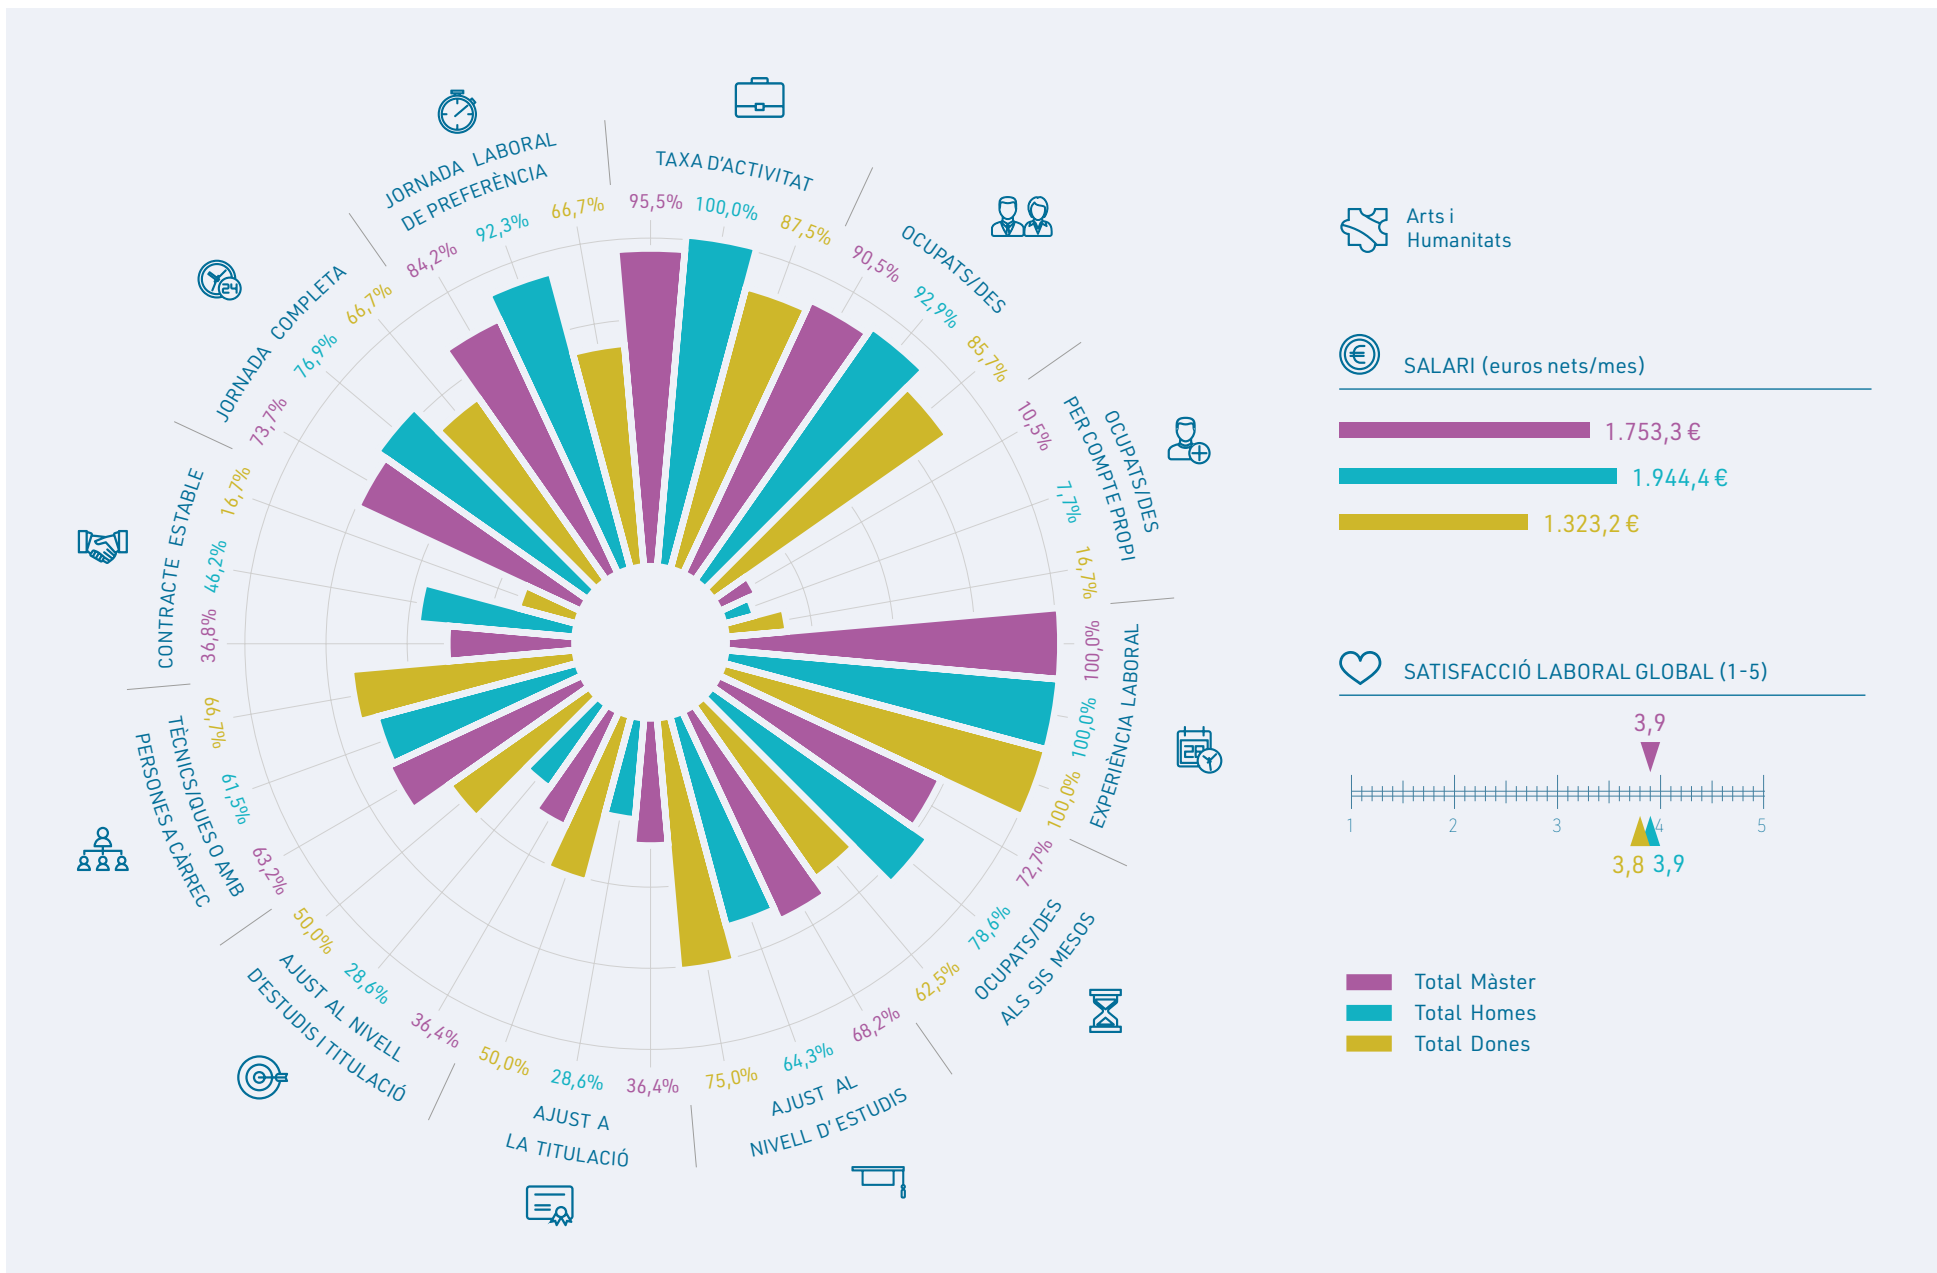 JORNADA LABORAL
DE PREFERÈNCIA
84,2%
92,3%
66,7%
TAXA D'ACTIVITAT
95,5%
100,0%
87,5%
OCUPATS/DES
90,5%
92,9%
85,7%
OCUPATS/DES
PER COMPTE PROPI
10,5%
7,7%
16,7%
EXPERIÈNCIA LABORAL
100,0%
100,0%
100,0%
OCUPATS/DES
ALS SIS MESOS
72,7%
78,6%
62,5%
AJUST AL
NIVELL D'ESTUDIS
68,2%
64,3%
75,0%
AJUST A
LA TITULACIÓ
36,4%
28,6%
50,0%
AJUST AL NIVELL
D'ESTUDIS I TITULACIÓ
36,4%
28,6%
50,0%
TÈCNICS/QUES O AMB
PERSONES A CÀRREC
63,2%
61,5%
66,7%
CONTRACTE ESTABLE
36,8%
46,2%
16,7%
JORNADA COMPLETA
73,7%
76,9%
66,7%
24
Arts i
Humanitats
SALARI (euros nets/mes)
€
1.753,3 €
1.944,4 €
1.323,2 €
SATISFACCIÓ LABORAL GLOBAL (1-5)
3,9
1 2 3 4 5
3,8 3,9
Total Màster
Total Homes
Total Dones